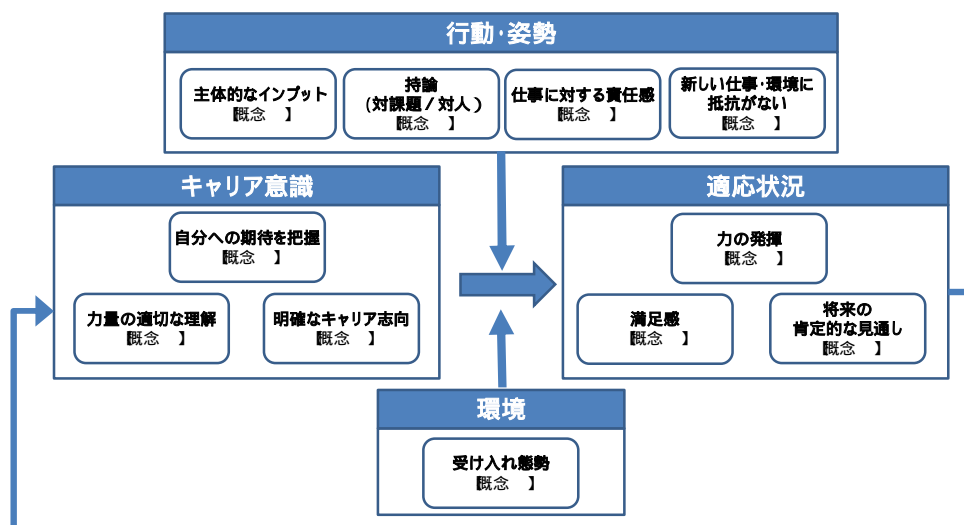 行動・姿勢
主体的なインプット
【概念　】
持論
(対課題/対人)
【概念　】
仕事に対する責任感
【概念　】
新しい仕事・環境に
抵抗がない
【概念　】
キャリア意識
自分への期待を把握
【概念　】
力量の適切な理解
【概念　】
明確なキャリア志向
【概念　】
適応状況
力の発揮
【概念　】
満足感
【概念　】
将来の
肯定的な見通し
【概念　】
環境
受け入れ態勢
【概念　】